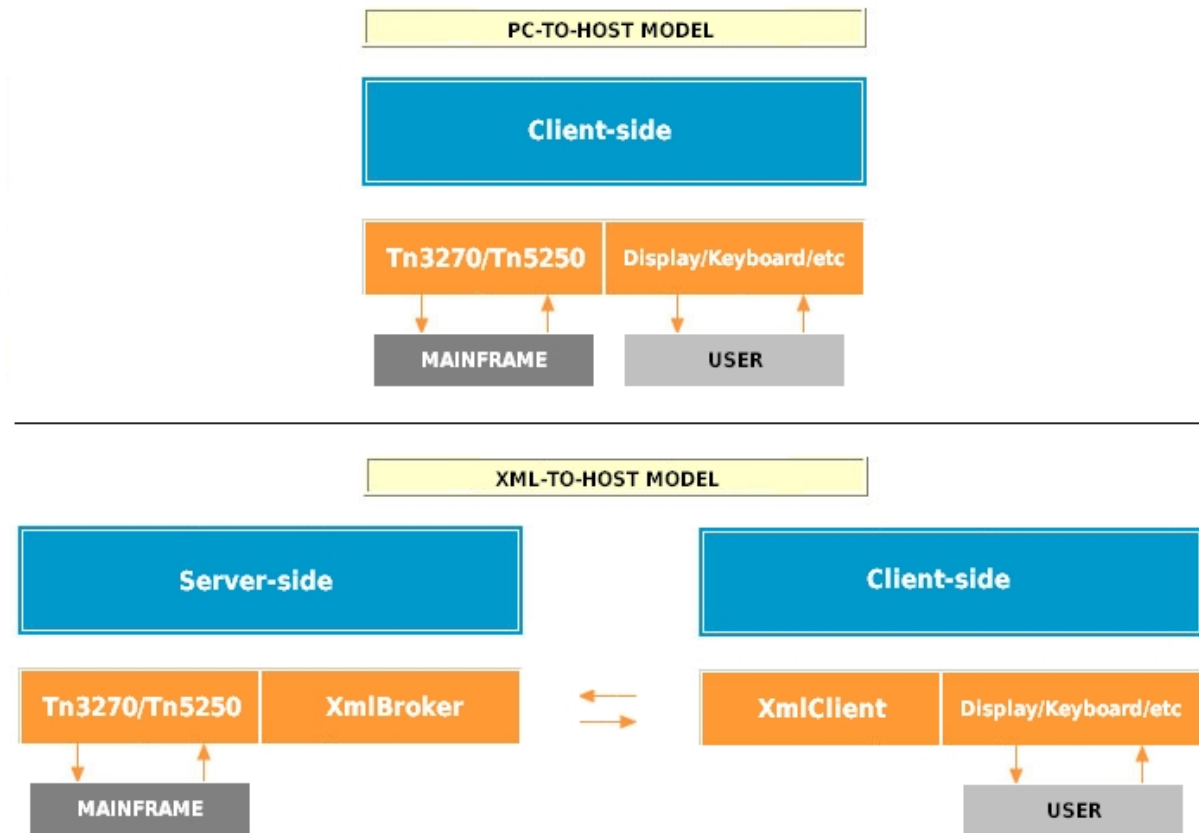 PC-TO-HOST MODEL
Client-side
Tn3270/Tn5250
Display/Keyboard/etc
MAINFRAME
USER
XML-TO-HOST MODEL
Server-side
Client-side
Tn3270/Tn5250
XmlBroker
XmlClient
Display/Keyboard/etc
MAINFRAME
USER